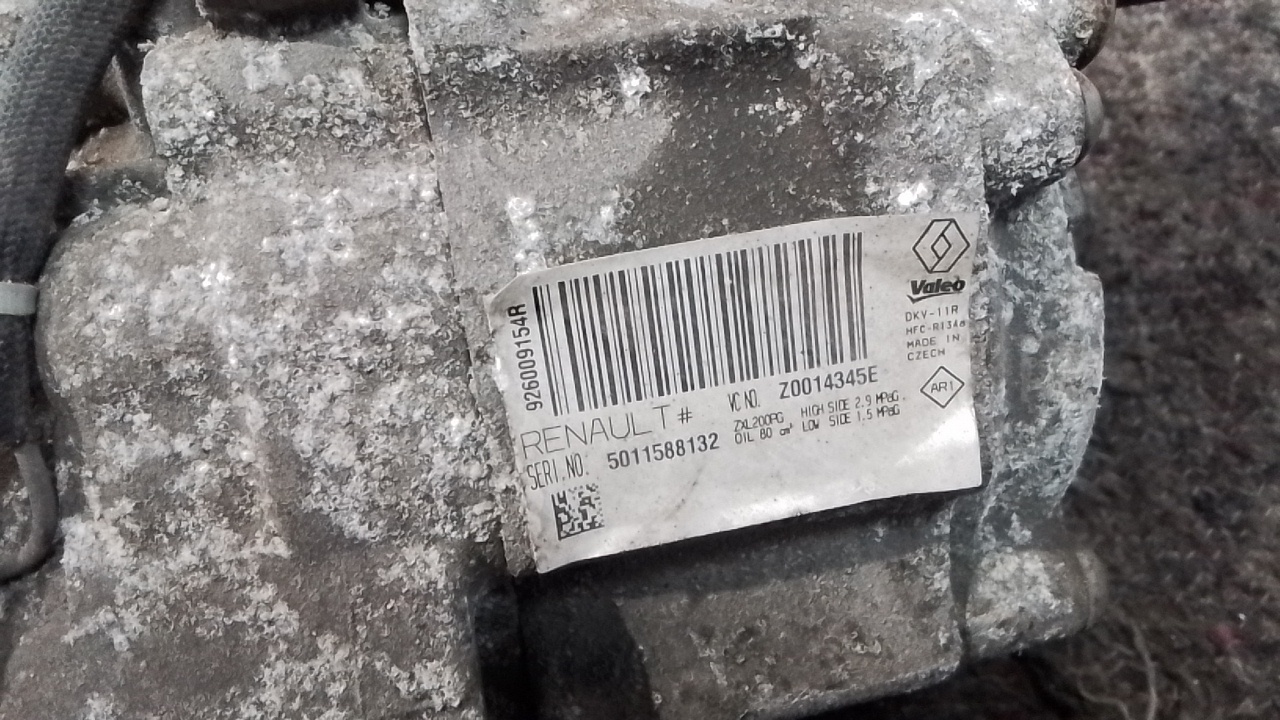 926009154R
Valeo
DKV-11R
HFC-R134a
MADE IN
CZECH
AR1
RENAULT# VC NO. Z0014345E
ZXL200PG HIGH SIDE 2.9 MPaG
OIL 80 cm³ LOW SIDE 1.5 MPaG
SERI.NO: 5011588132